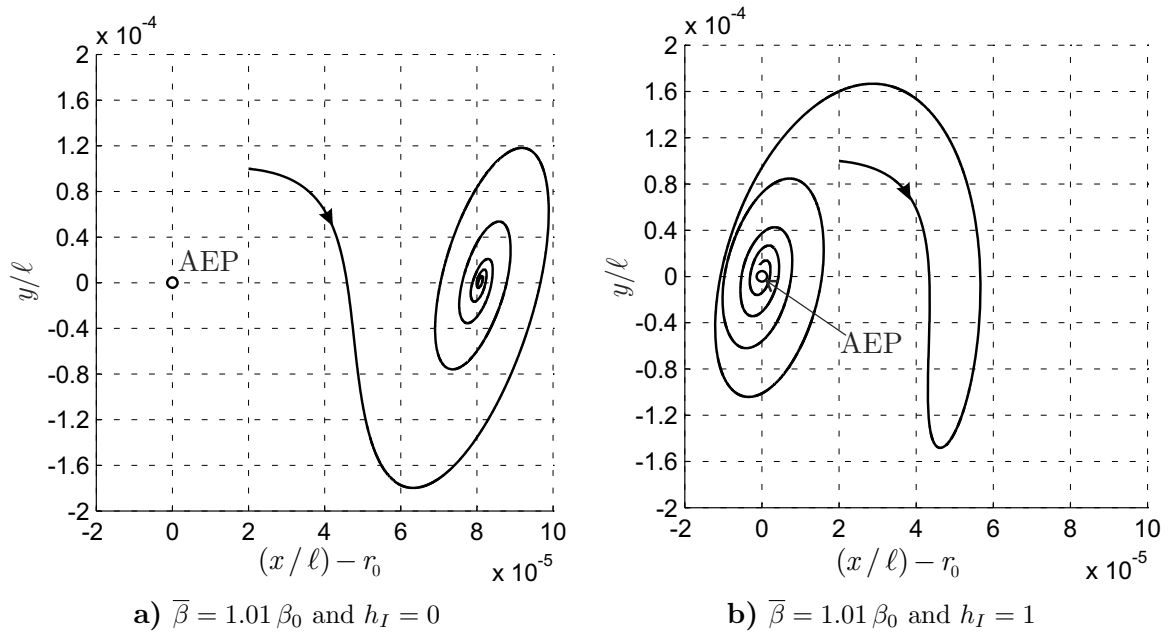 x 10⁻⁴
2
1.6
1.2
0.8
0.4
0
-0.4
-0.8
-1.2
-1.6
-2
y/ℓ
AEP
-2 0 2 4 6 8 10
(x / ℓ) − r₀
x 10⁻⁵
a) β̅ = 1.01 β₀ and h_I = 0
x 10⁻⁴
2
1.6
1.2
0.8
0.4
0
-0.4
-0.8
-1.2
-1.6
-2
y/ℓ
AEP
-2 0 2 4 6 8 10
(x / ℓ) − r₀
x 10⁻⁵
b) β̅ = 1.01 β₀ and h_I = 1